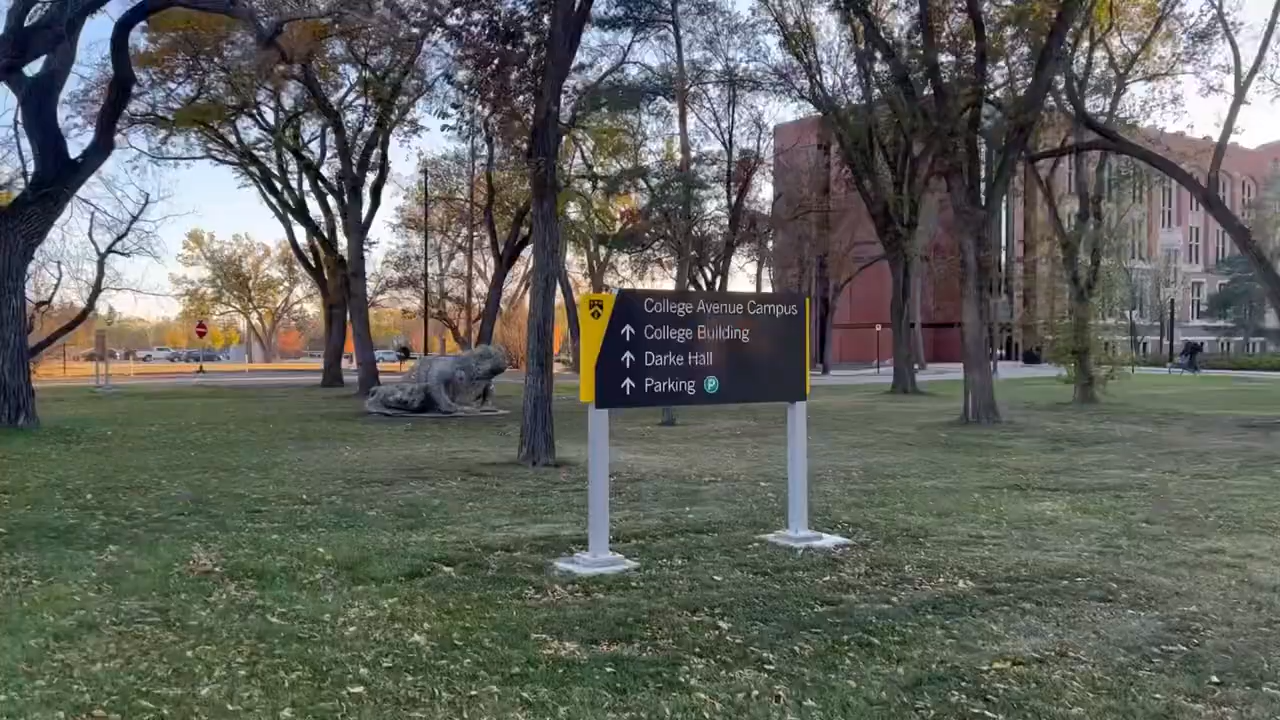 College Avenue Campus
↑ College Building
↑ Darke Hall
↑ Parking P